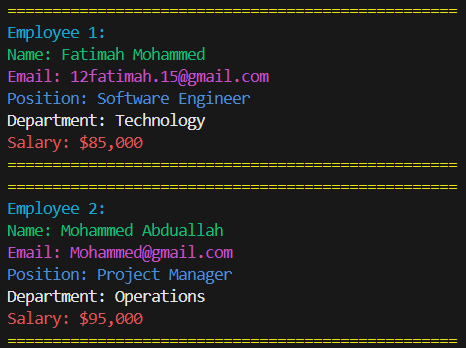 ==================================================
Employee 1:
Name: Fatimah Mohammed
Email: 12fatimah.15@gmail.com
Position: Software Engineer
Department: Technology
Salary: $85,000
==================================================
==================================================
Employee 2:
Name: Mohammed Abduallah
Email: Mohammed@gmail.com
Position: Project Manager
Department: Operations
Salary: $95,000
==================================================